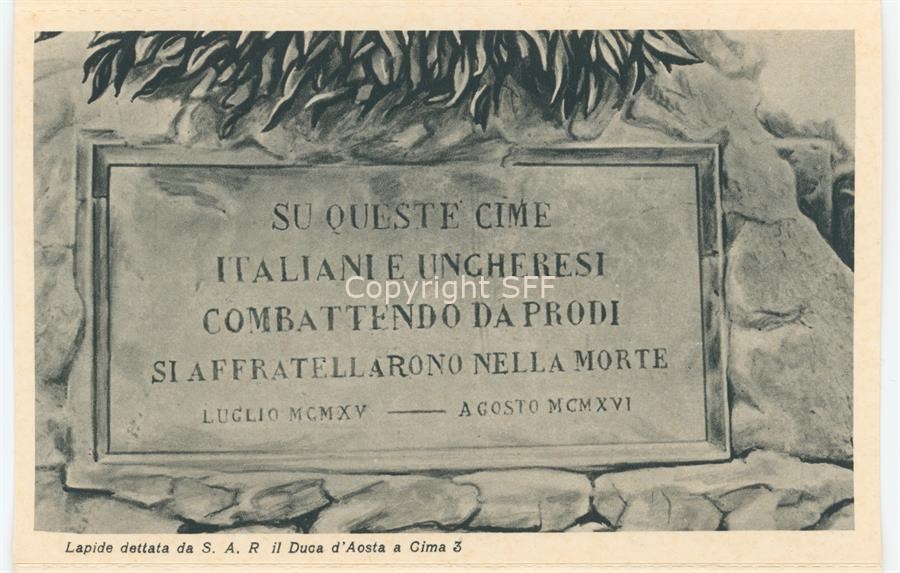 SU QUESTE CIME
ITALIANI E UNGHERESI
Copyright SFF
COMBATTENDO DA PRODI
SI AFFRATELLARONO NELLA MORTE
LUGLIO MCMXV — AGOSTO MCMXVI
Lapide dettata da S. A. R il Duca d'Aosta a Cima 3